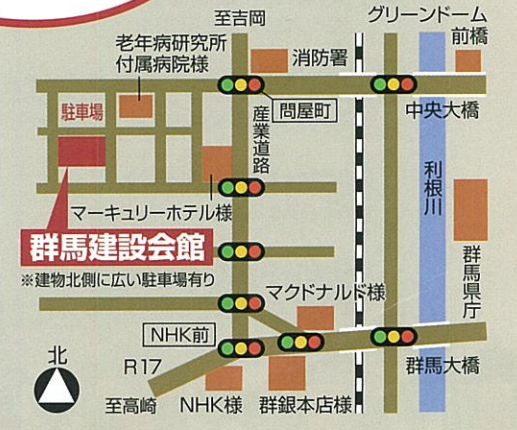 至吉岡
グリーンドーム
前橋
老年病研究所
付属病院様
消防署
駐車場
問屋町
中央大橋
産業道路
利根川
マーキュリーホテル様
群馬建設会館
※建物北側に広い駐車場有り
群馬県庁
マクドナルド様
NHK前
北
R17
群馬大橋
至高崎
NHK様
群銀本店様